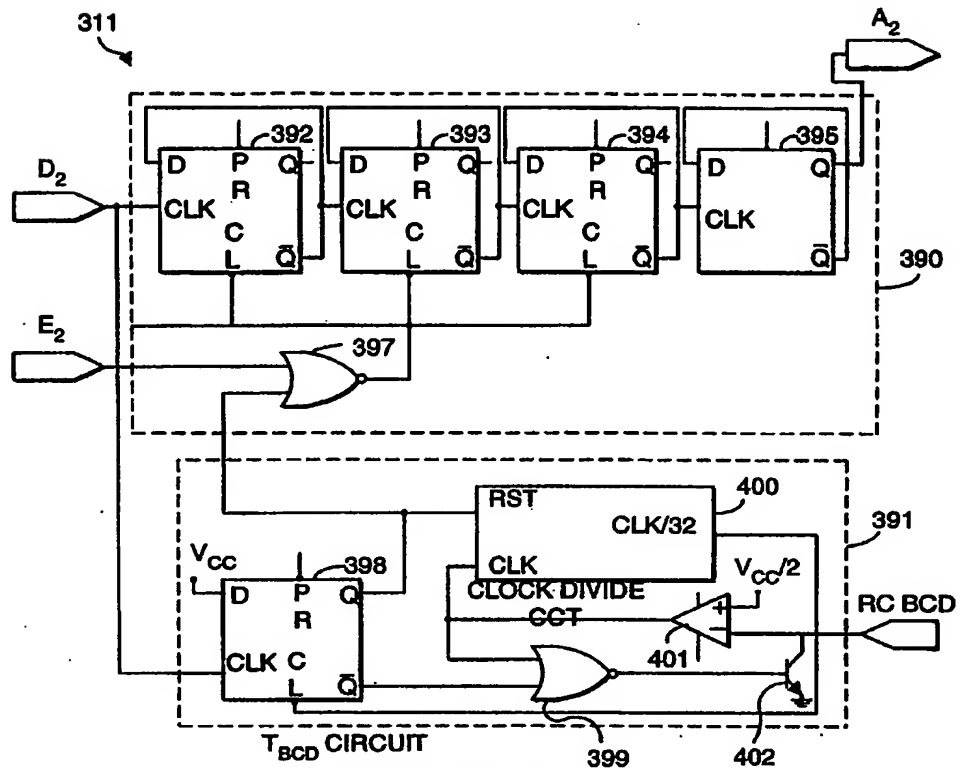 311
A2
392
393
394
395
D P Q
R
CLK
C
L Q̅
D P Q
R
CLK
C
L Q̅
D P Q
R
CLK
C
L Q̅
D Q
CLK
Q̅
D2
390
E2
397
RST
400
CLK/32
391
CLK
VCC
398
VCC/2
CLOCK DIVIDE
CCT
RC BCD
D P Q
R
401
CLK C
L Q̅
399
402
TBCD CIRCUIT